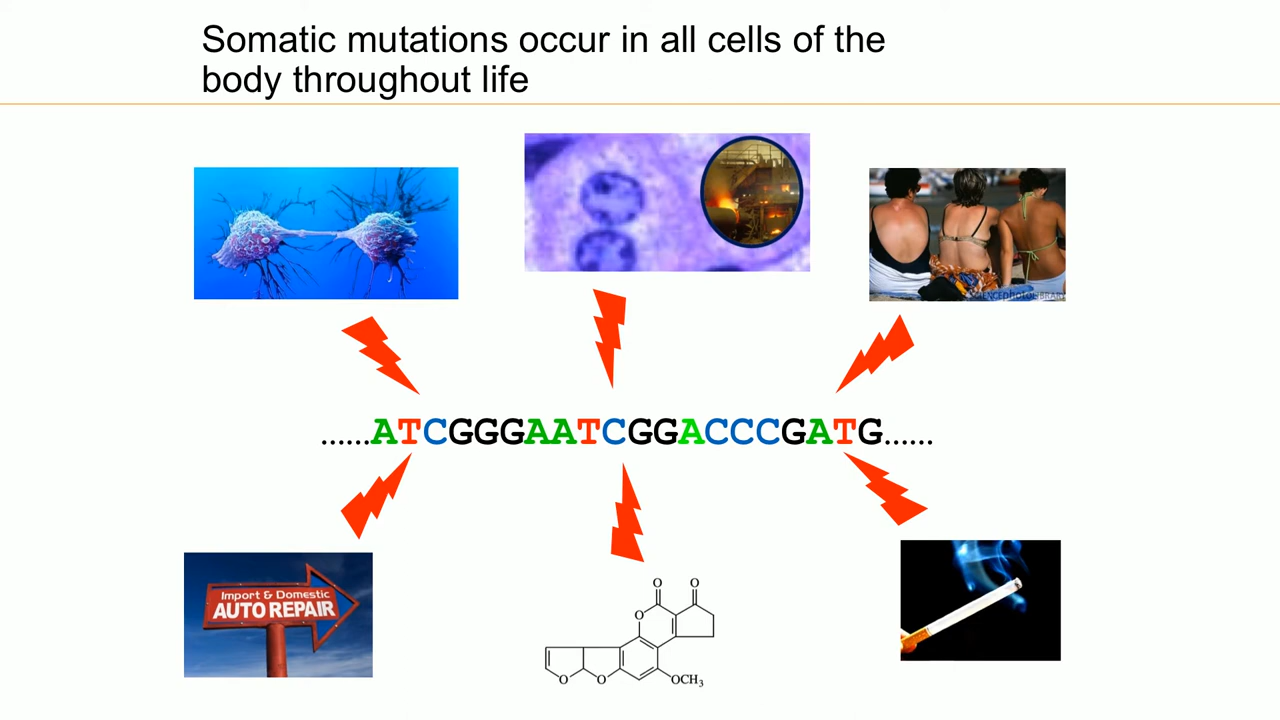 Somatic mutations occur in all cells of the
body throughout life
......ATCGGGAATCGGACCCGATG......
Import & Domestic
AUTO REPAIR
O O
O
O O
OCH3